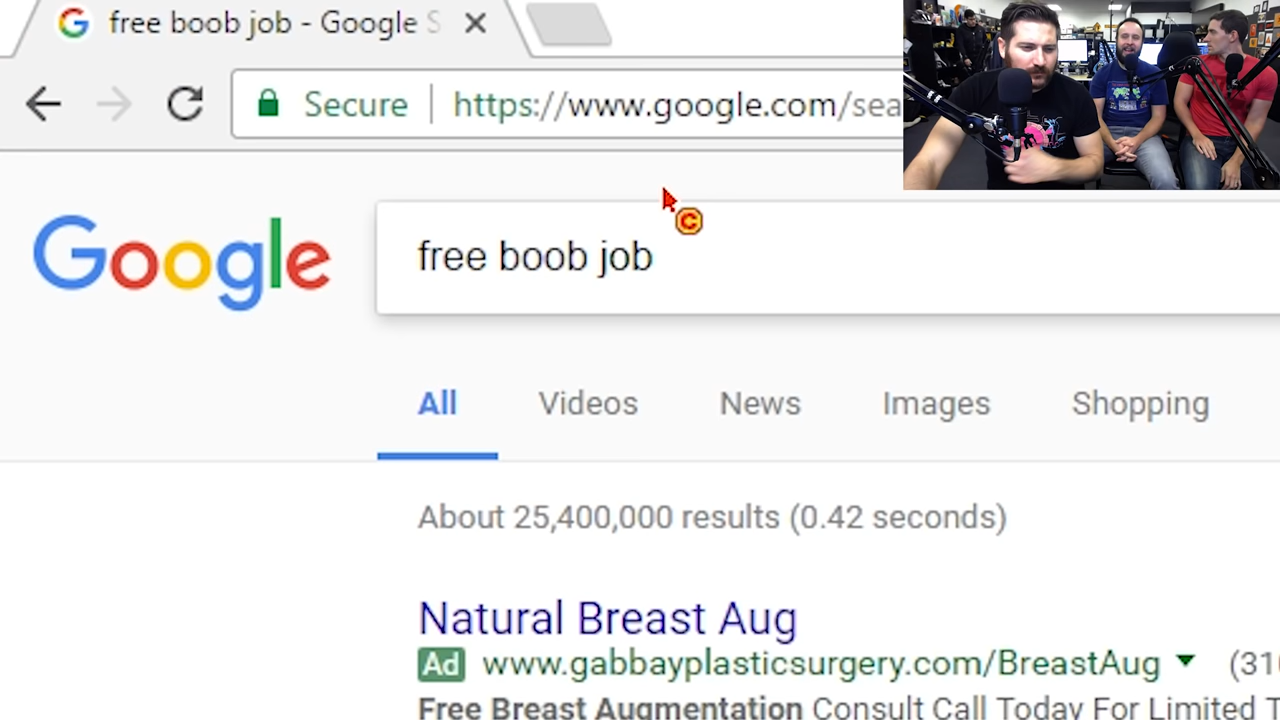 free boob job - Google S
Secure
https://www.google.com/sea
Google
free boob job
All
Videos
News
Images
Shopping
About 25,400,000 results (0.42 seconds)
Natural Breast Aug
Ad www.gabbayplasticsurgery.com/BreastAug (310
Free Breast Augmentation Consult Call Today For Limited T